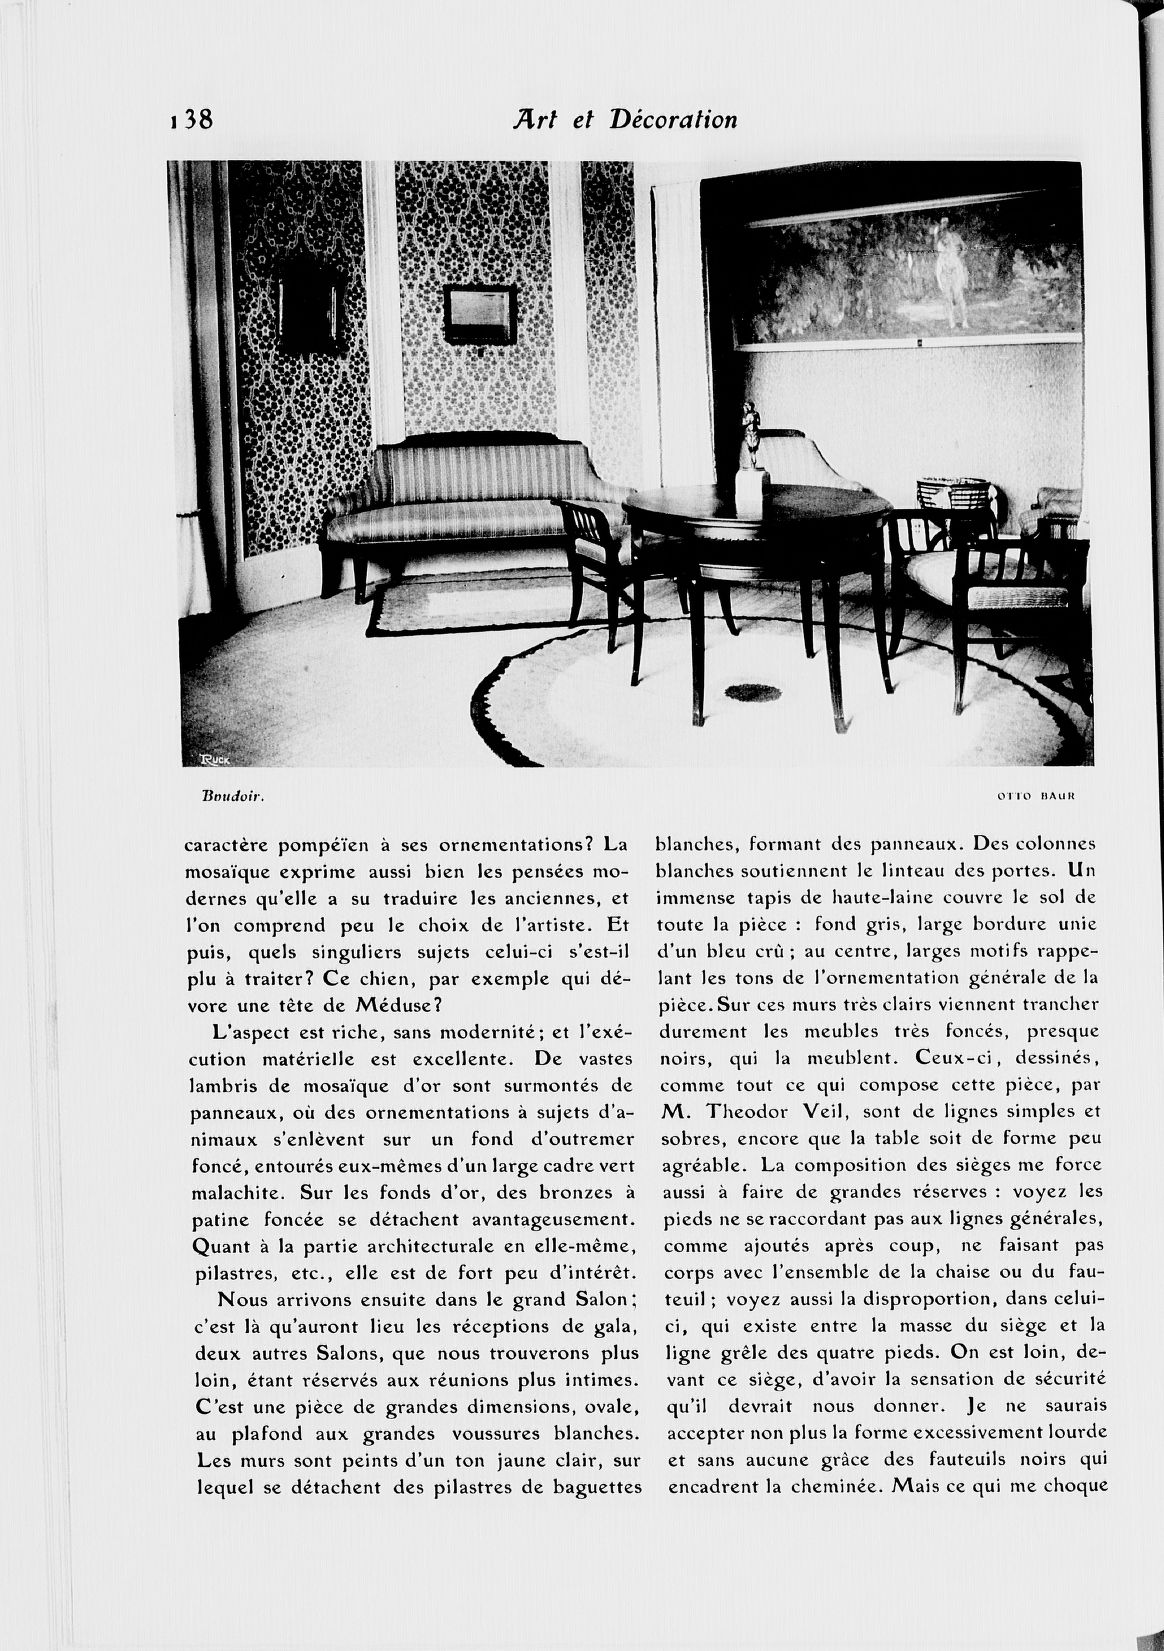 138
Art et Décoration
Ruck
Boudoir.
OTTO BAUR
caractère pompéïen à ses ornementations? La
mosaïque exprime aussi bien les pensées mo-
dernes qu'elle a su traduire les anciennes, et
l'on comprend peu le choix de l'artiste. Et
puis, quels singuliers sujets celui-ci s'est-il
plu à traiter? Ce chien, par exemple qui dé-
vore une tête de Méduse?
L'aspect est riche, sans modernité; et l'exé-
cution matérielle est excellente. De vastes
lambris de mosaïque d'or sont surmontés de
panneaux, où des ornementations à sujets d'a-
nimaux s'enlèvent sur un fond d'outremer
foncé, entourés eux-mêmes d'un large cadre vert
malachite. Sur les fonds d'or, des bronzes à
patine foncée se détachent avantageusement.
Quant à la partie architecturale en elle-même,
pilastres, etc., elle est de fort peu d'intérêt.
Nous arrivons ensuite dans le grand Salon;
c'est là qu'auront lieu les réceptions de gala,
deux autres Salons, que nous trouverons plus
loin, étant réservés aux réunions plus intimes.
C'est une pièce de grandes dimensions, ovale,
au plafond aux grandes voussures blanches.
Les murs sont peints d'un ton jaune clair, sur
lequel se détachent des pilastres de baguettes
blanches, formant des panneaux. Des colonnes
blanches soutiennent le linteau des portes. Un
immense tapis de haute-laine couvre le sol de
toute la pièce : fond gris, large bordure unie
d'un bleu crû; au centre, larges motifs rappe-
lant les tons de l'ornementation générale de la
pièce. Sur ces murs très clairs viennent trancher
durement les meubles très foncés, presque
noirs, qui la meublent. Ceux-ci, dessinés,
comme tout ce qui compose cette pièce, par
M. Theodor Veil, sont de lignes simples et
sobres, encore que la table soit de forme peu
agréable. La composition des sièges me force
aussi à faire de grandes réserves : voyez les
pieds ne se raccordant pas aux lignes générales,
comme ajoutés après coup, ne faisant pas
corps avec l'ensemble de la chaise ou du fau-
teuil; voyez aussi la disproportion, dans celui-
ci, qui existe entre la masse du siège et la
ligne grêle des quatre pieds. On est loin, de-
vant ce siège, d'avoir la sensation de sécurité
qu'il devrait nous donner. Je ne saurais
accepter non plus la forme excessivement lourde
et sans aucune grâce des fauteuils noirs qui
encadrent la cheminée. Mais ce qui me choque